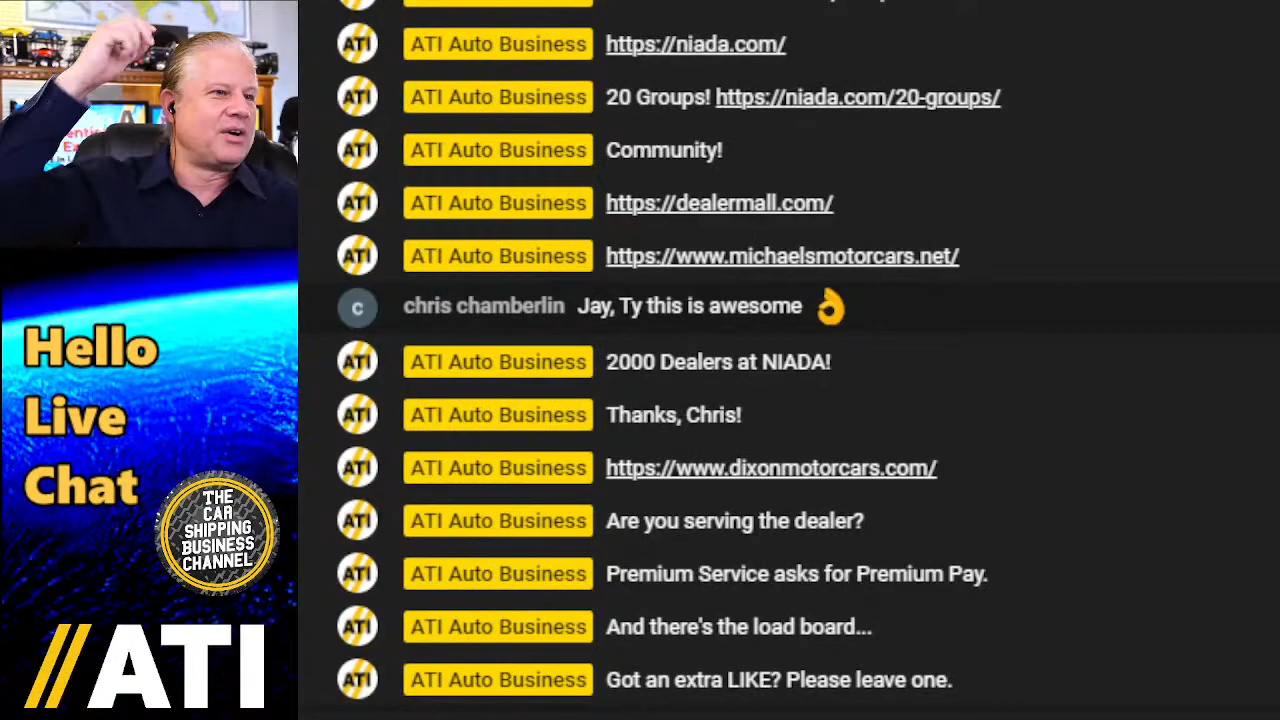 ATI Auto Business https://niada.com/
ATI Auto Business 20 Groups! https://niada.com/20-groups/
ATI Auto Business Community!
ATI Auto Business https://dealermall.com/
ATI Auto Business https://www.michaelsmotorcars.net/
C chris chamberlin Jay, Ty this is awesome 👌
ATI Auto Business 2000 Dealers at NIADA!
ATI Auto Business Thanks, Chris!
ATI Auto Business https://www.dixonmotorcars.com/
ATI Auto Business Are you serving the dealer?
ATI Auto Business Premium Service asks for Premium Pay.
ATI Auto Business And there's the load board...
ATI Auto Business Got an extra LIKE? Please leave one.
Hello
Live
Chat
THE
CAR
SHIPPING
BUSINESS
CHANNEL
//ATI